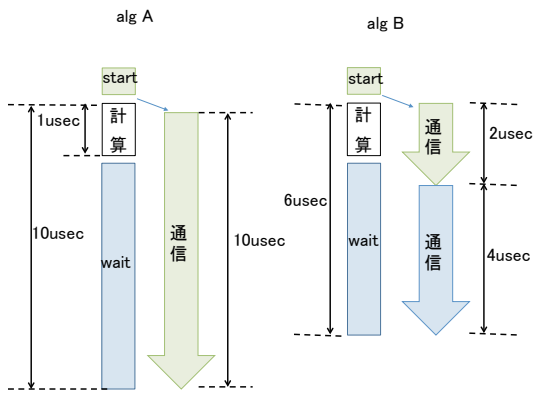 alg A
start
計
算
1usec
10usec
wait
通
信
10usec
alg B
start
計
算
通
信
2usec
6usec
wait
通
信
4usec